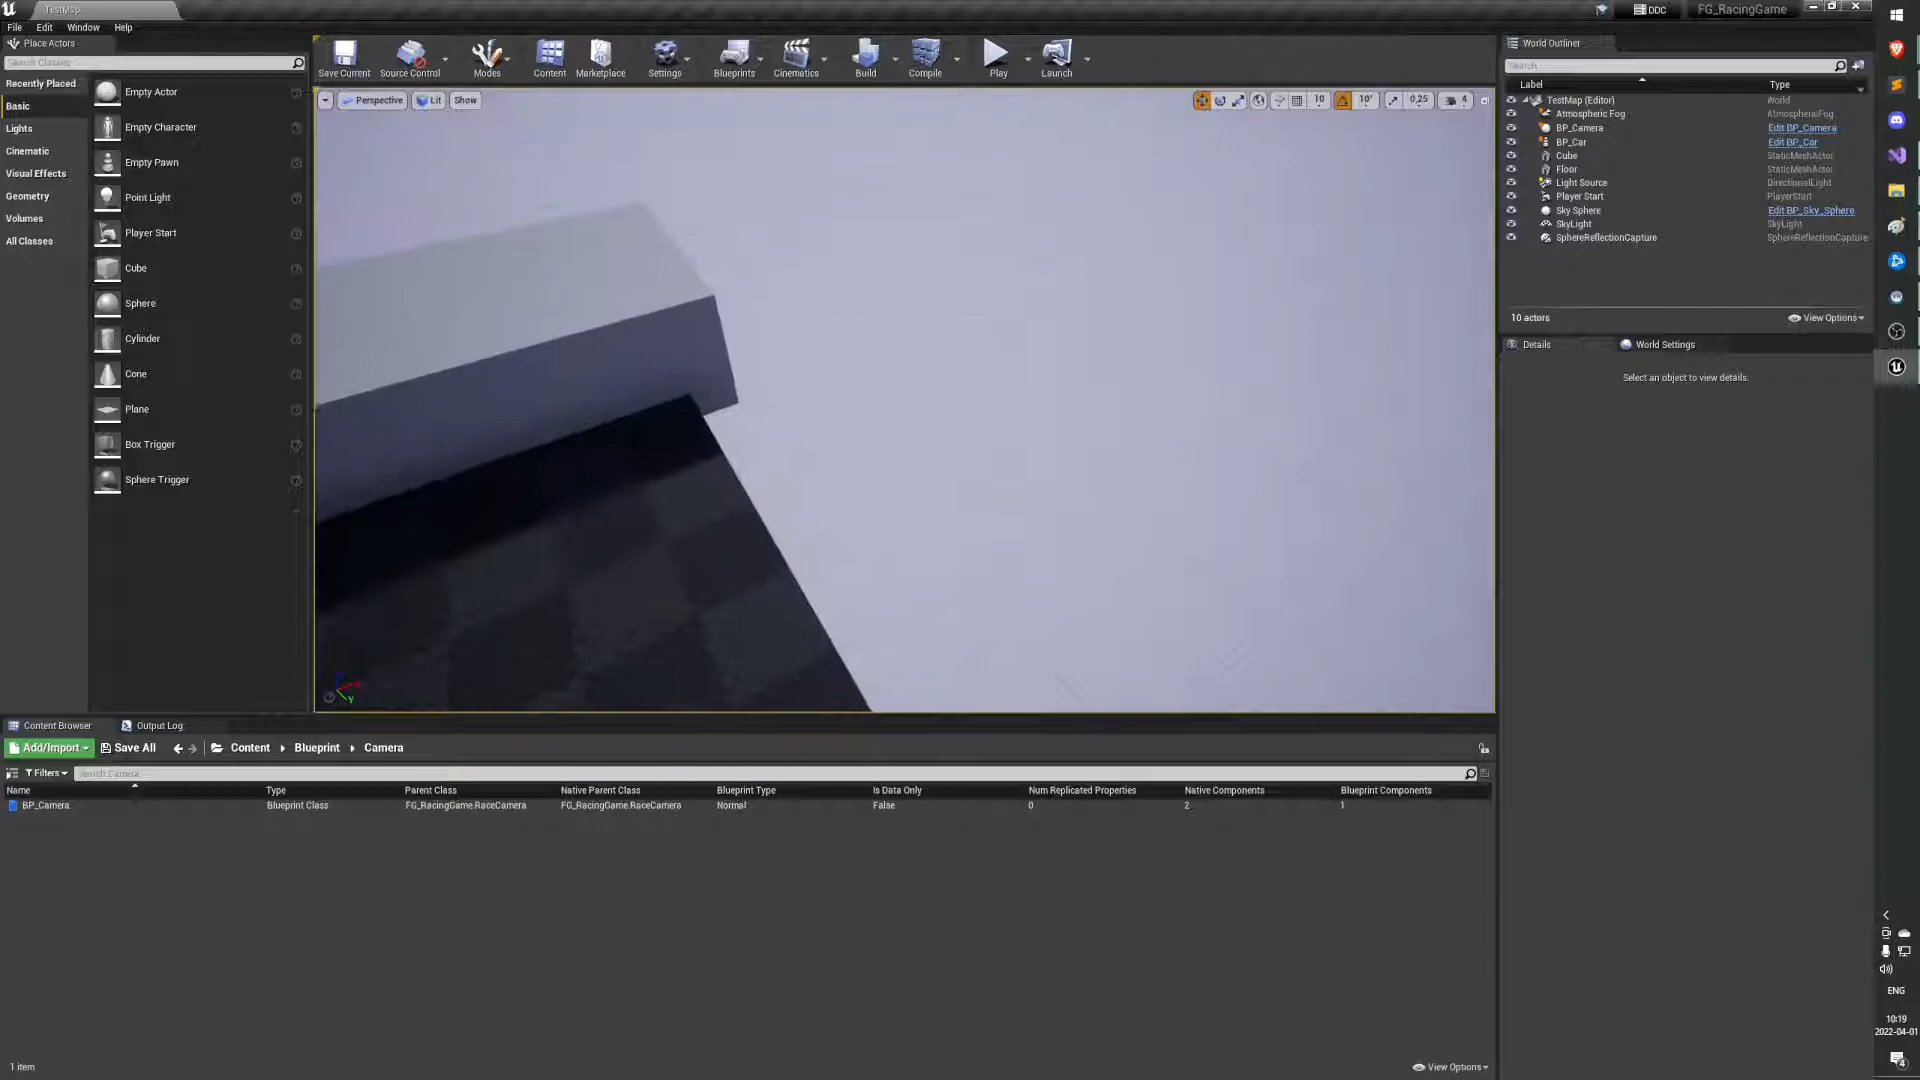 TestMap
DDC
FG_RacingGame
File Edit Window Help
Place Actors
Search Classes
Recently Placed
Basic
Lights
Cinematic
Visual Effects
Geometry
Volumes
All Classes
Empty Actor
Empty Character
Empty Pawn
Point Light
Player Start
Cube
Sphere
Cylinder
Cone
Plane
Box Trigger
Sphere Trigger
Save Current Source Control Modes Content Marketplace Settings Blueprints Cinematics Build Compile Play Launch
Perspective Lit Show
10 10° 0,25 4
Y
World Outliner
Search
Label Type
TestMap (Editor) World
Atmospheric Fog AtmosphericFog
BP_Camera Edit BP_Camera
BP_Car Edit BP_Car
Cube StaticMeshActor
Floor StaticMeshActor
Light Source DirectionalLight
Player Start PlayerStart
Sky Sphere Edit BP_Sky_Sphere
SkyLight SkyLight
SphereReflectionCapture SphereReflectionCapture
10 actors View Options
Details World Settings
Select an object to view details.
Content Browser Output Log
Add/Import Save All Content Blueprint Camera
Filters Search Camera
Name Type Parent Class Native Parent Class Blueprint Type Is Data Only Num Replicated Properties Native Components Blueprint Components
BP_Camera Blueprint Class FG_RacingGame.RaceCamera FG_RacingGame.RaceCamera Normal False 0 2 1
1 item View Options
ENG
10:19
2022-04-01
4